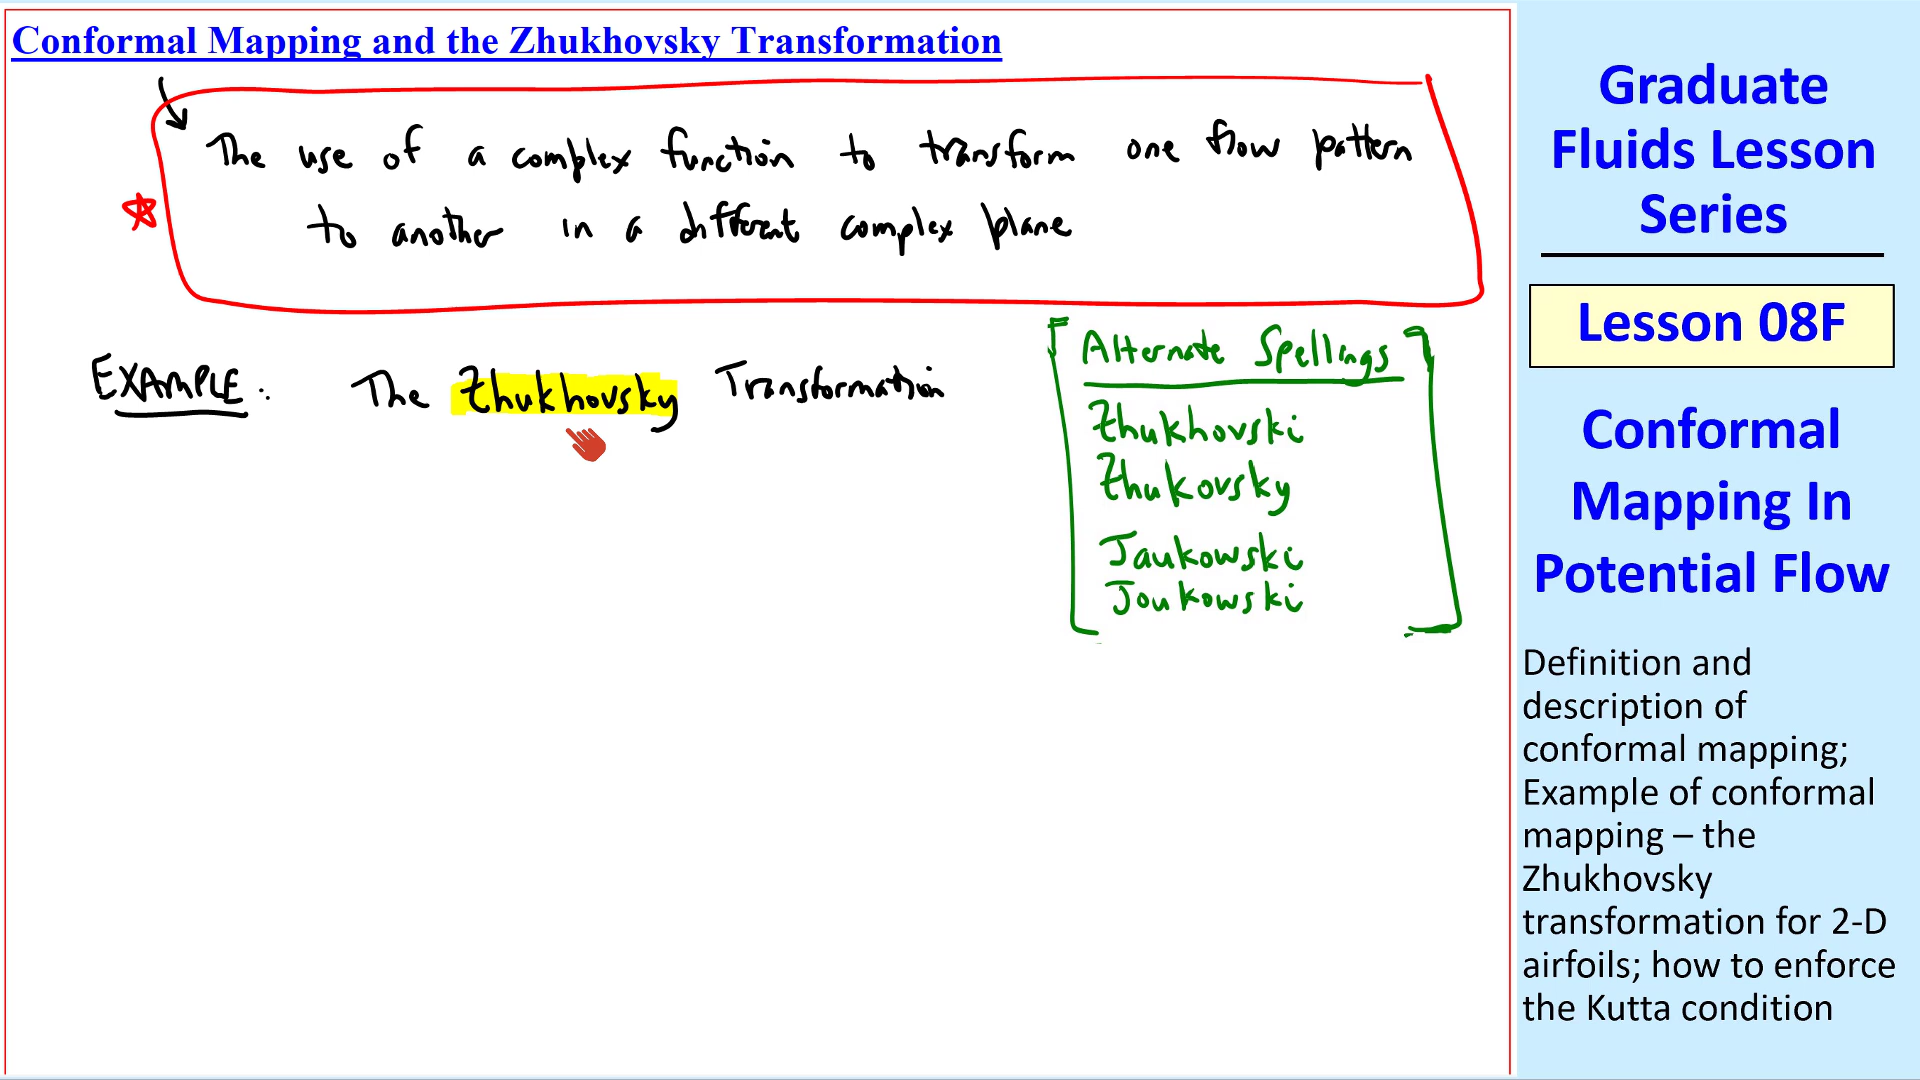 Conformal Mapping and the Zhukhovsky Transformation
The use of a complex function to transform one flow pattern
to another in a different complex plane
EXAMPLE: The Zhukhovsky Transformation
Alternate Spellings
Zhukhovski
Zhukovsky
Jaukowski
Joukowski
Graduate
Fluids Lesson
Series
Lesson 08F
Conformal
Mapping In
Potential Flow
Definition and
description of
conformal mapping;
Example of conformal
mapping – the
Zhukhovsky
transformation for 2-D
airfoils; how to enforce
the Kutta condition